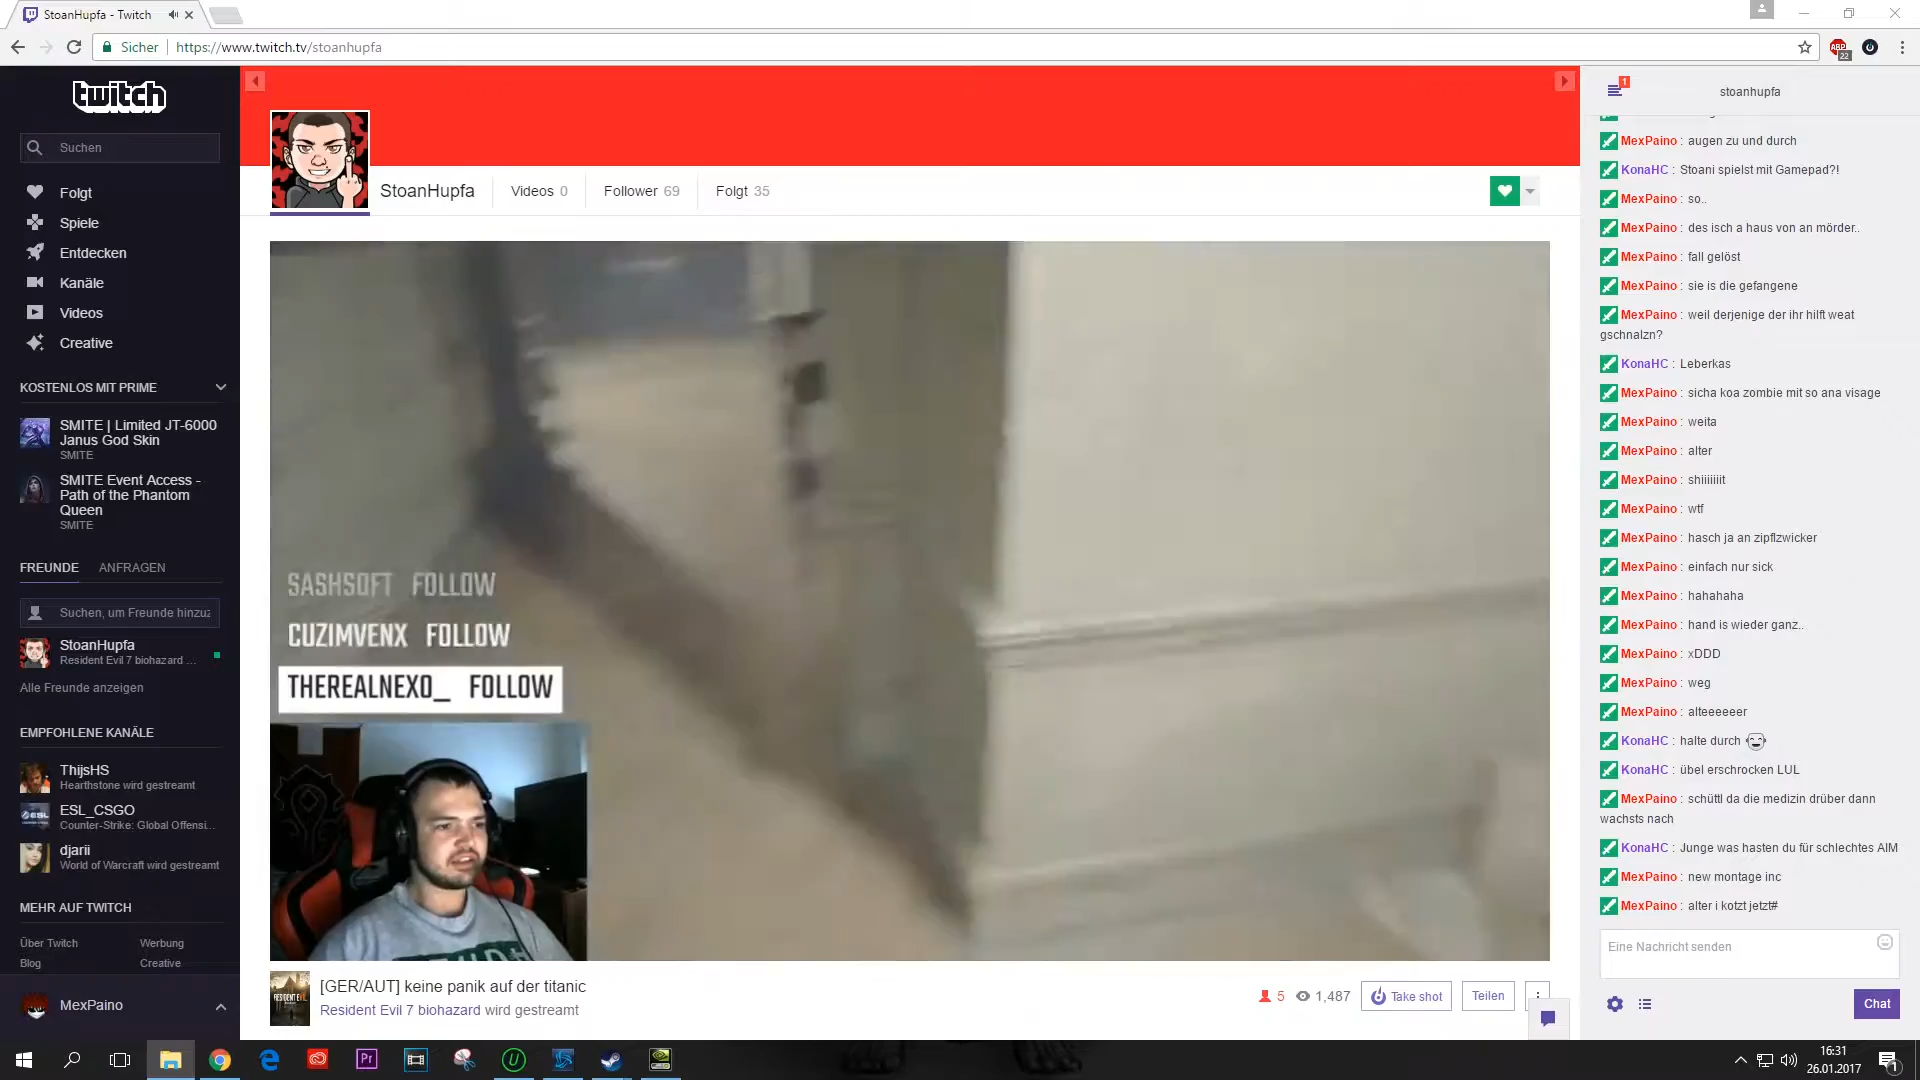 StoanHupfa - Twitch
Sicher
https://www.twitch.tv/stoanhupfa
ABP
22
twitch
Suchen
Folgt
Spiele
Entdecken
Kanäle
Videos
Creative
KOSTENLOS MIT PRIME
SMITE | Limited JT-6000
Janus God Skin
SMITE
SMITE Event Access -
Path of the Phantom
Queen
SMITE
FREUNDE ANFRAGEN
Suchen, um Freunde hinzuz
StoanHupfa
Resident Evil 7 biohazard ...
Alle Freunde anzeigen
EMPFOHLENE KANÄLE
ThijsHS
Hearthstone wird gestreamt
ESL_CSGO
Counter-Strike: Global Offensi...
djarii
World of Warcraft wird gestreamt
MEHR AUF TWITCH
Über Twitch Werbung
Blog Creative
MexPaino
StoanHupfa Videos 0 Follower 69 Folgt 35
SASHSOFT FOLLOW
CUZIMVENX FOLLOW
THEREALNEXO_ FOLLOW
[GER/AUT] keine panik auf der titanic
Resident Evil 7 biohazard wird gestreamt
5 1,487 Take shot Teilen
1
stoanhupfa
MexPaino : augen zu und durch
KonaHC : Stoani spielst mit Gamepad?!
MexPaino : so..
MexPaino : des isch a haus von an mörder..
MexPaino : fall gelöst
MexPaino : sie is die gefangene
MexPaino : weil derjenige der ihr hilft weat
gschnalzn?
KonaHC : Leberkas
MexPaino : sicha koa zombie mit so ana visage
MexPaino : weita
MexPaino : alter
MexPaino : shiiiiiiit
MexPaino : wtf
MexPaino : hasch ja an zipflzwicker
MexPaino : einfach nur sick
MexPaino : hahahaha
MexPaino : hand is wieder ganz..
MexPaino : xDDD
MexPaino : weg
MexPaino : alteeeeeer
KonaHC : halte durch
KonaHC : übel erschrocken LUL
MexPaino : schüttl da die medizin drüber dann
wachsts nach
KonaHC : Junge was hasten du für schlechtes AIM
MexPaino : new montage inc
MexPaino : alter i kotzt jetzt#
Eine Nachricht senden
Chat
Pr
16:31
26.01.2017
1